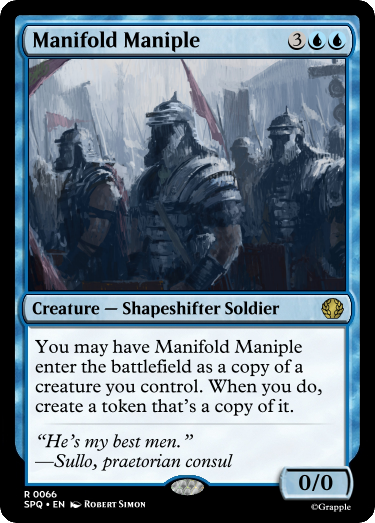 Manifold Maniple 3
Creature — Shapeshifter Soldier
You may have Manifold Maniple
enter the battlefield as a copy of a
creature you control. When you do,
create a token that's a copy of it.
“He's my best men.”
—Sullo, praetorian consul
0/0
R 0066
SPQ • EN Robert Simon
©Grapple